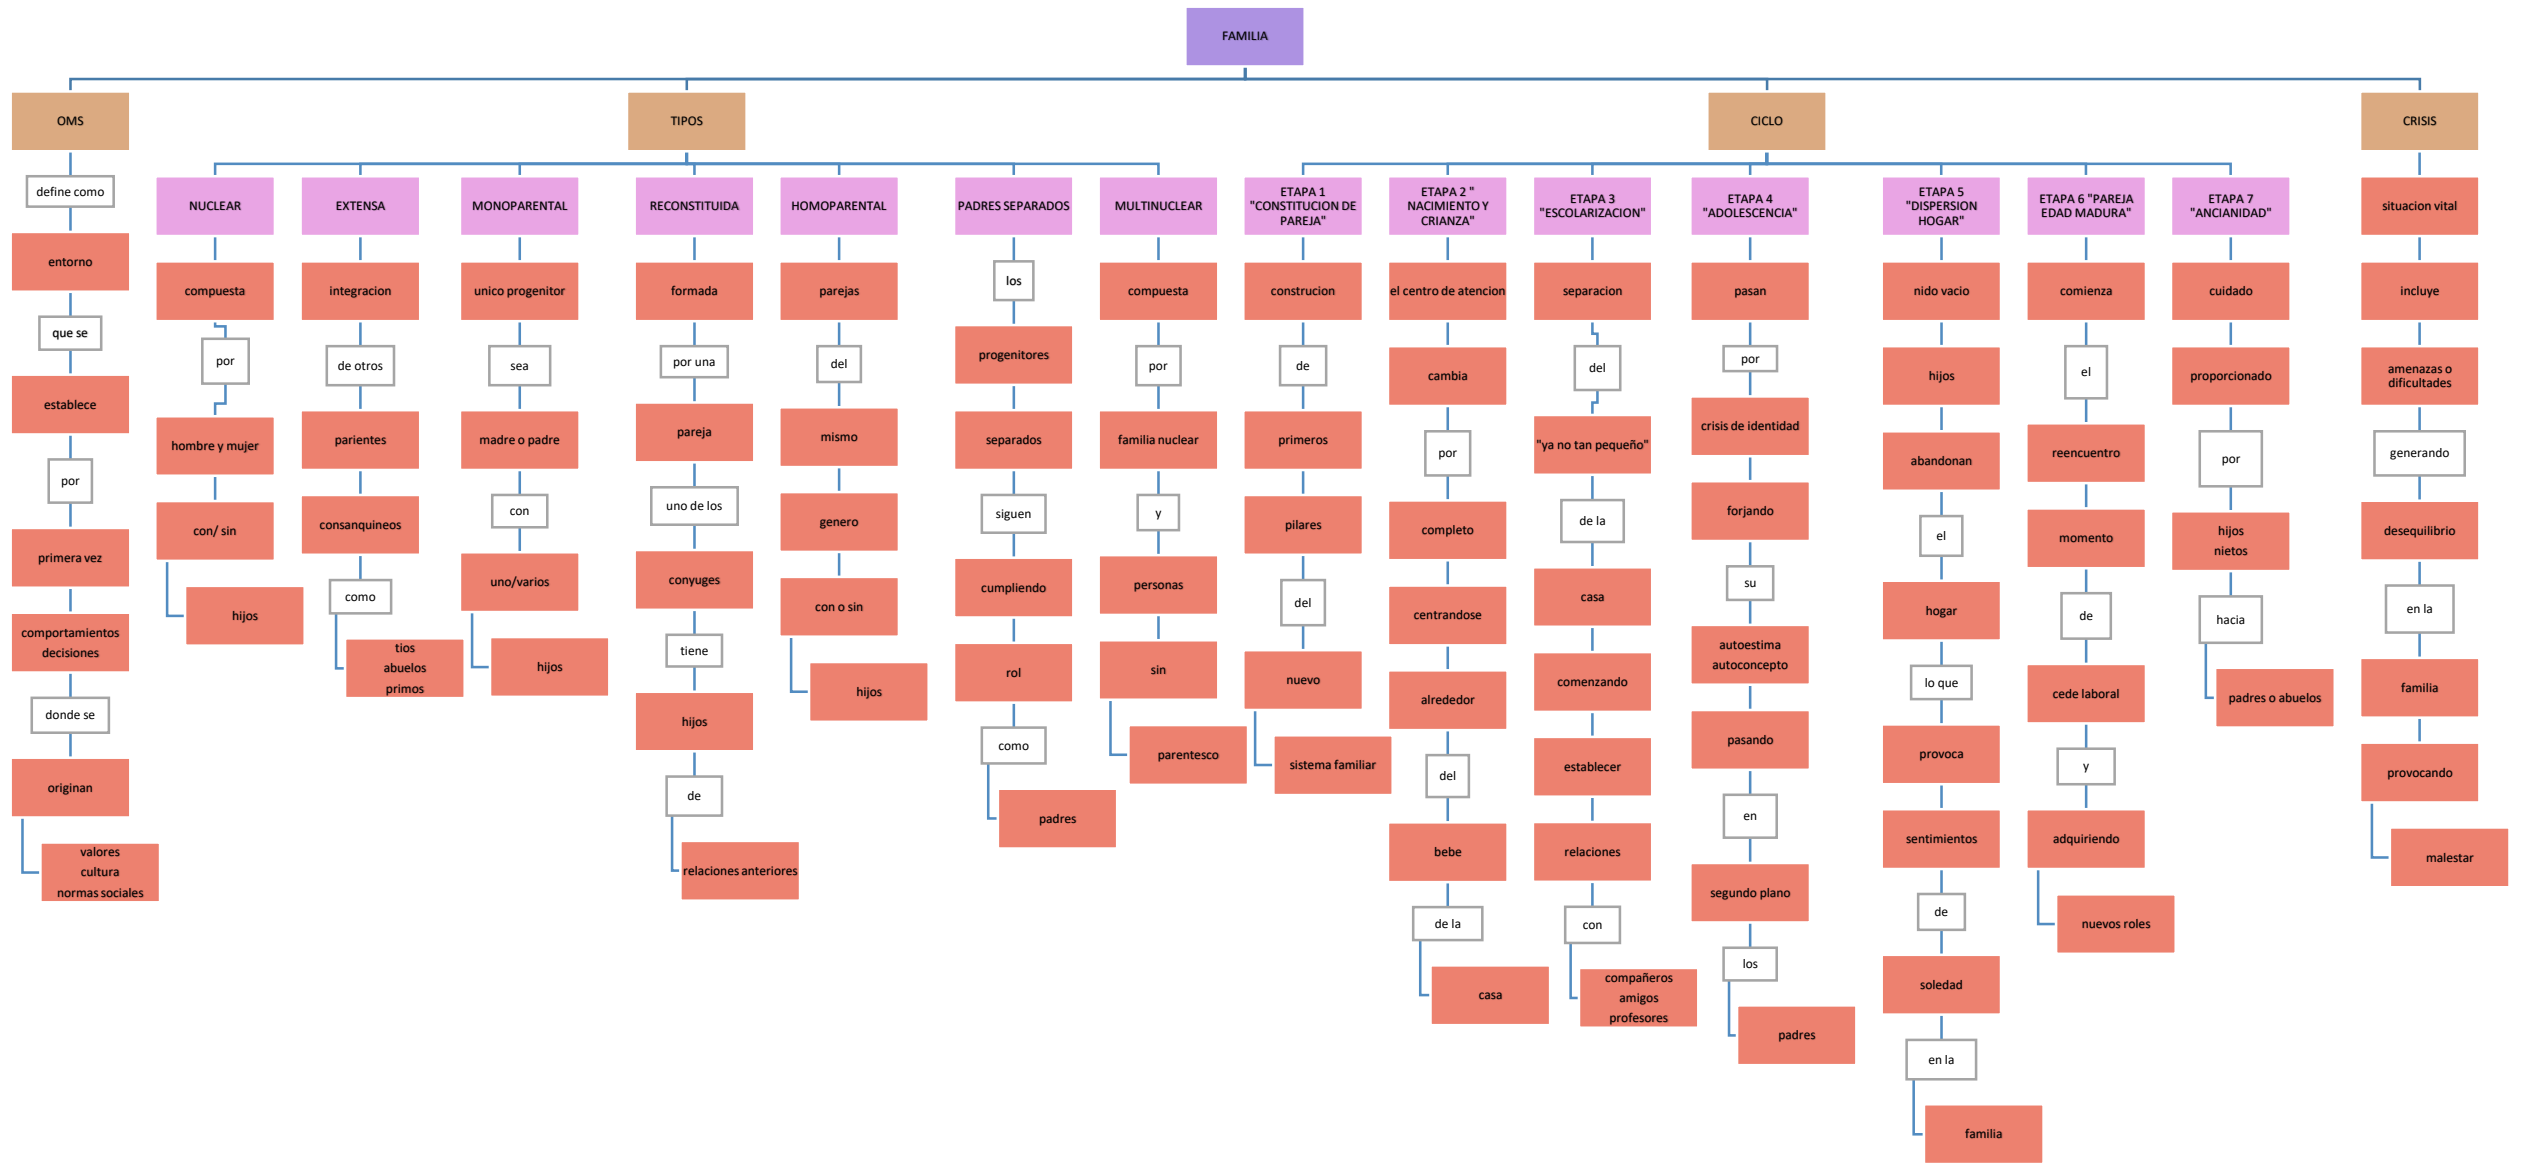 FAMILIA
OMS
define como
entorno
que se
establece
por
primera vez
comportamientos
decisiones
donde se
originan
valores
cultura
normas sociales
TIPOS
NUCLEAR
compuesta
por
hombre y mujer
con/ sin
hijos
EXTENSA
integracion
de otros
parientes
consanquineos
como
tios
abuelos
primos
MONOPARENTAL
unico progenitor
sea
madre o padre
con
uno/varios
hijos
RECONSTITUIDA
formada
por una
pareja
uno de los
conyuges
tiene
hijos
de
relaciones anteriores
HOMOPARENTAL
parejas
del
mismo
genero
con o sin
hijos
PADRES SEPARADOS
los
progenitores
separados
siguen
cumpliendo
rol
como
padres
MULTINUCLEAR
compuesta
por
familia nuclear
y
personas
sin
parentesco
CICLO
ETAPA 1
"CONSTITUCION DE
PAREJA"
construcion
de
primeros
pilares
del
nuevo
sistema familiar
ETAPA 2 "
NACIMIENTO Y
CRIANZA"
el centro de atencion
cambia
por
completo
centrandose
alrededor
del
bebe
de la
casa
ETAPA 3
"ESCOLARIZACION"
separacion
del
"ya no tan pequeño"
de la
casa
comenzando
establecer
relaciones
con
compañeros
amigos
profesores
ETAPA 4
"ADOLESCENCIA"
pasan
por
crisis de identidad
forjando
su
autoestima
autoconcepto
pasando
en
segundo plano
los
padres
ETAPA 5
"DISPERSION
HOGAR"
nido vacio
hijos
abandonan
el
hogar
lo que
provoca
sentimientos
de
soledad
en la
familia
ETAPA 6 "PAREJA
EDAD MADURA"
comienza
el
reencuentro
momento
de
cede laboral
y
adquiriendo
nuevos roles
ETAPA 7
"ANCIANIDAD"
cuidado
proporcionado
por
hijos
nietos
hacia
padres o abuelos
CRISIS
situacion vital
incluye
amenazas o
dificultades
generando
desequilibrio
en la
familia
provocando
malestar